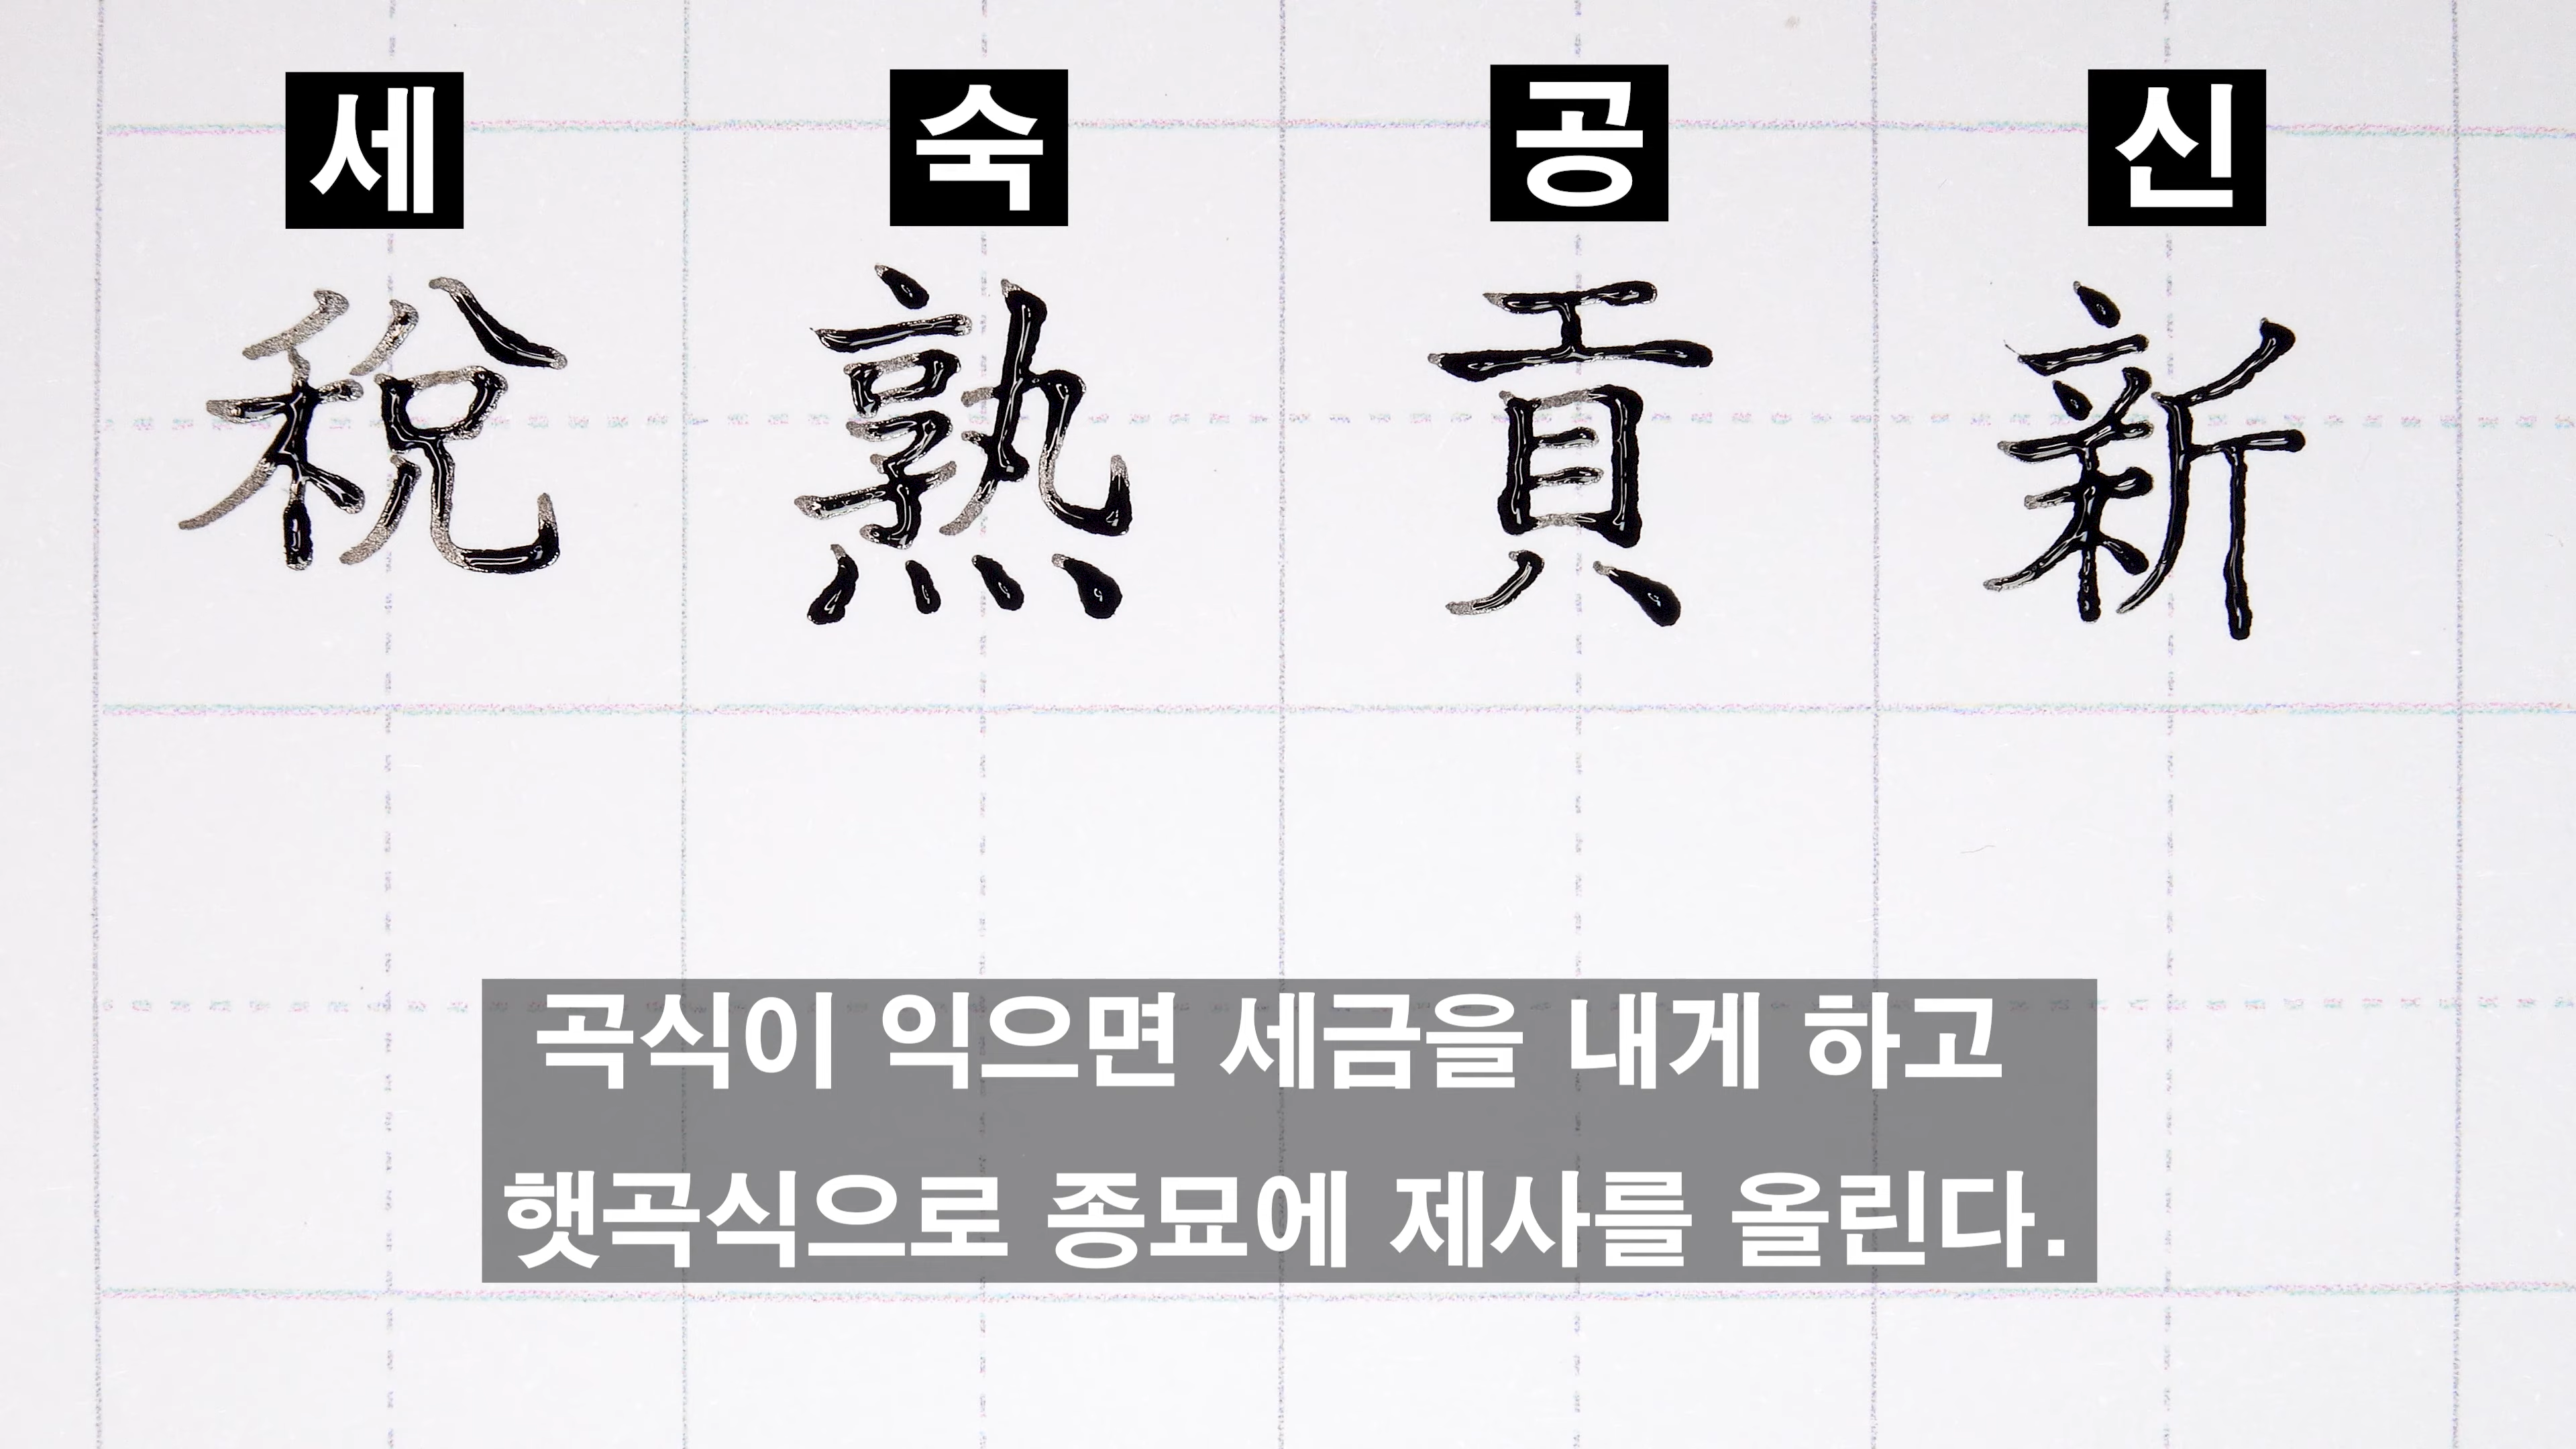 세 숙 공 신
稅 熟 貢 新
곡식이 익으면 세금을 내게 하고
햇곡식으로 종묘에 제사를 올린다.